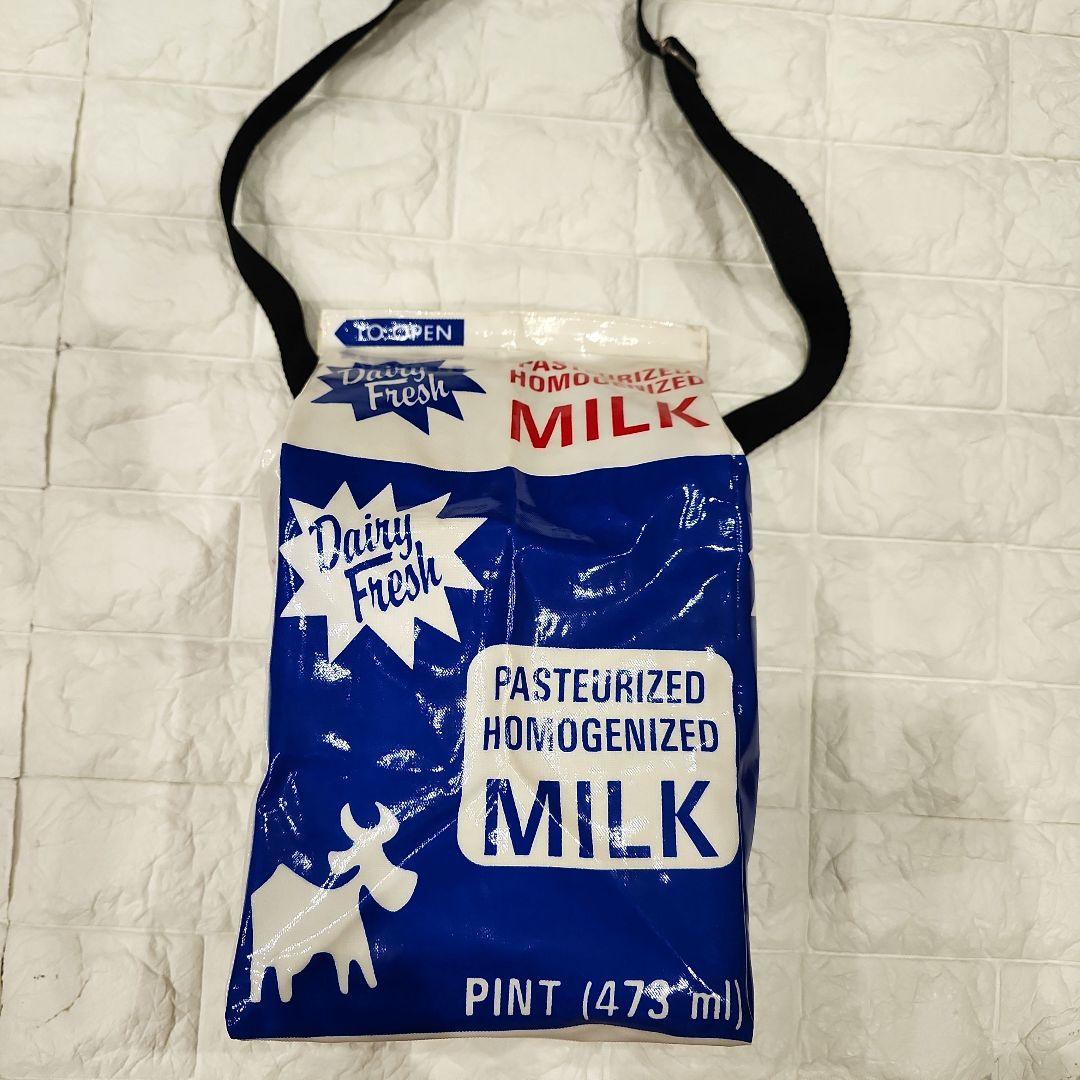 TO OPEN
Dairy
Fresh
PASTEURIZED
HOMOGENIZED
MILK
Dairy
Fresh
PASTEURIZED
HOMOGENIZED
MILK
PINT (473 ml)